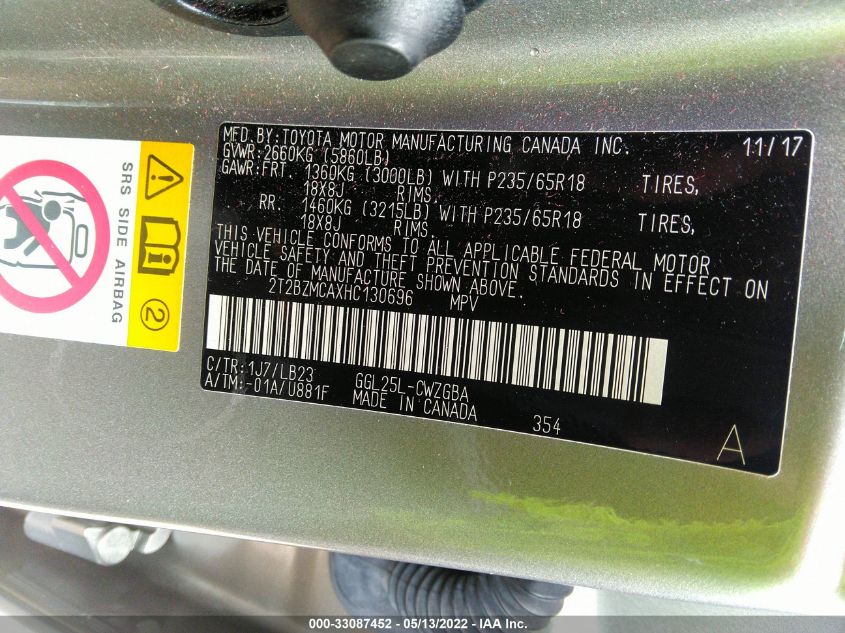 SRS SIDE AIRBAG
2
MFD. BY:TOYOTA MOTOR MANUFACTURING CANADA INC. 11/17
GVWR:2660KG (5860LB)
GAWR:FRT. 1360KG (3000LB) WITH P235/65R18 TIRES,
18X8J RIMS.
RR. 1460KG (3215LB) WITH P235/65R18 TIRES,
18X8J RIMS.
THIS VEHICLE CONFORMS TO ALL APPLICABLE FEDERAL MOTOR
VEHICLE SAFETY AND THEFT PREVENTION STANDARDS IN EFFECT ON
THE DATE OF MANUFACTURE SHOWN ABOVE.
2T2BZMCAXHC130696 MPV
C/TR:1J7/LB23 GGL25L-CWZGBA
A/TM:-01A/U881F MADE IN CANADA 354
A
000-33087452 - 05/13/2022 - IAA Inc.